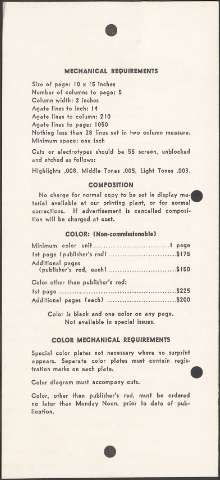 MECHANICAL REQUIREMENTS
Size of page: 10 x 15 inches
Number of columns to page: 5
Column width: 2 inches
Agate lines to inch: 14
Agate lines to column: 210
Agate lines to page: 1050
Nothing less than 28 lines set in two column measure.
Minimum space: one inch
Cuts or electrotypes should be 55 screen, unblocked
and etched as follows:
Highlights .008, Middle Tones .005, Light Tones .003.
COMPOSITION
No charge for normal copy to be set in display ma-
terial available at our printing plant, or for normal
corrections. If advertisement is cancelled composi-
tion will be charged at cost.
COLOR: (Non-commissionable)
Minimum color unit..........1 page
1st page (publisher's red)..........$175
Additional pages
(publisher's red, each)..........$150
Color other than publisher's red:
1st page..........$225
Additional pages (each)..........$200
Color is black and one color on any page.
Not available in special issues.
COLOR MECHANICAL REQUIREMENTS
Special color plates not necessary where no surprint
appears. Separate color plates must contain regis-
tration marks on each plate.
Color diagram must accompany cuts.
Color, other than publisher's red, must be ordered
no later than Monday Noon, prior to date of pub-
lication.